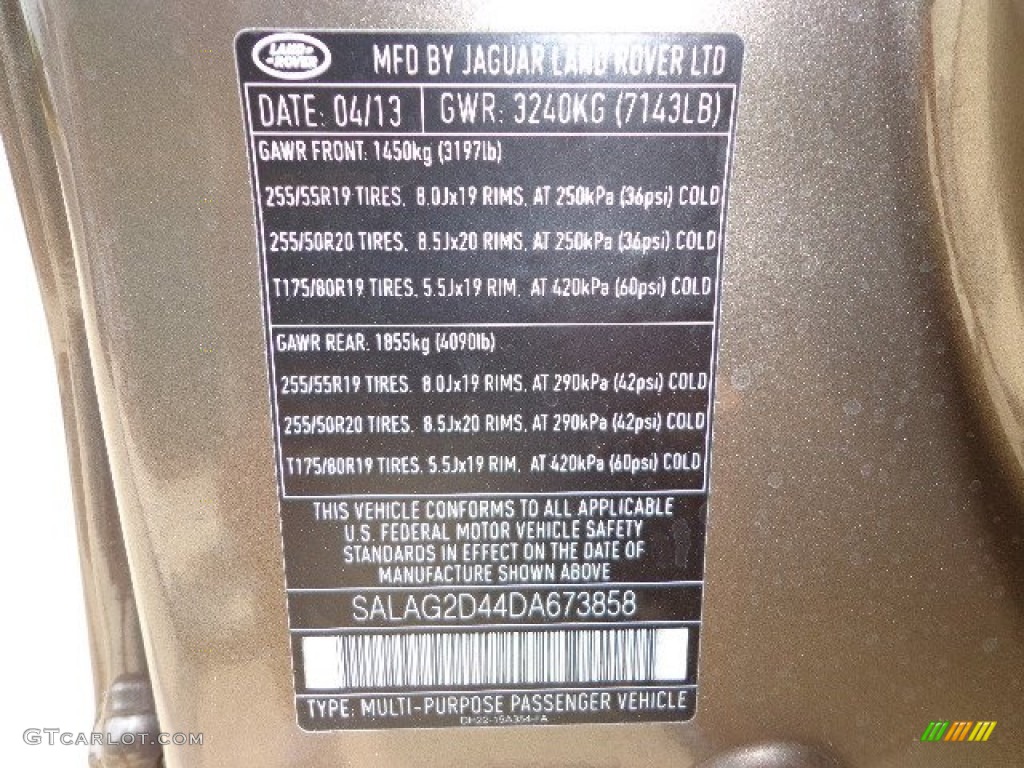 LAND ROVER
MFD BY JAGUAR LAND ROVER LTD
DATE: 04/13 GWR: 3240KG (7143LB)
GAWR FRONT: 1450kg (3197lb)
255/55R19 TIRES, 8.0Jx19 RIMS, AT 250kPa (36psi) COLD
255/50R20 TIRES, 8.5Jx20 RIMS, AT 250kPa (36psi) COLD
T175/80R19 TIRES, 5.5Jx19 RIM, AT 420kPa (60psi) COLD
GAWR REAR: 1855kg (4090lb)
255/55R19 TIRES, 8.0Jx19 RIMS, AT 290kPa (42psi) COLD
255/50R20 TIRES, 8.5Jx20 RIMS, AT 290kPa (42psi) COLD
T175/80R19 TIRES, 5.5Jx19 RIM, AT 420kPa (60psi) COLD
THIS VEHICLE CONFORMS TO ALL APPLICABLE
U.S. FEDERAL MOTOR VEHICLE SAFETY
STANDARDS IN EFFECT ON THE DATE OF
MANUFACTURE SHOWN ABOVE
SALAG2D44DA673858
TYPE: MULTI-PURPOSE PASSENGER VEHICLE
GTcarlot.com